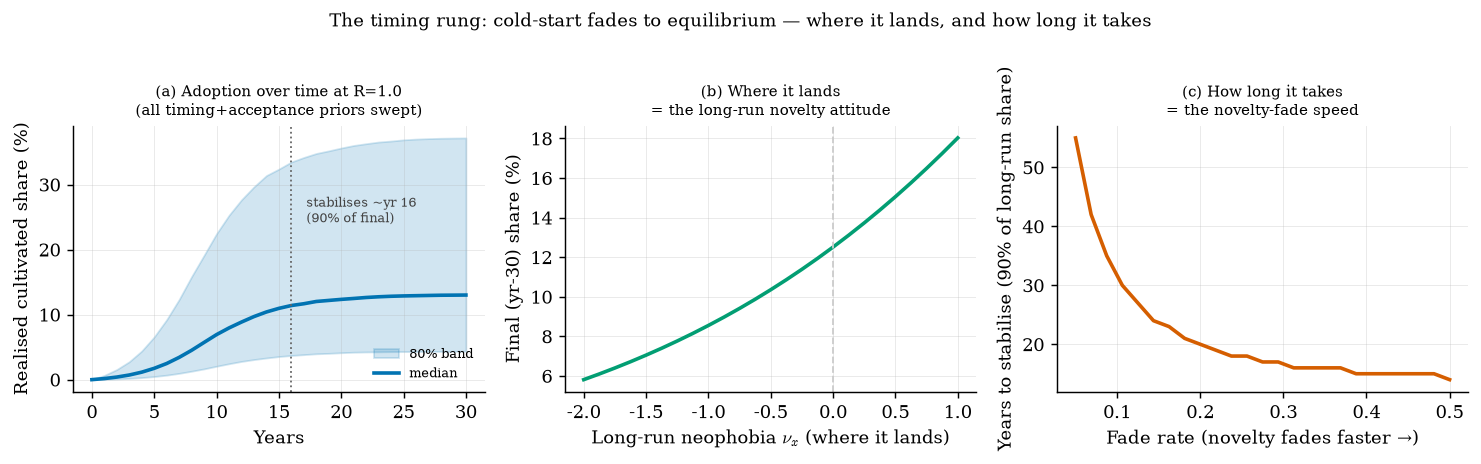 The timing rung: cold-start fades to equilibrium — where it lands, and how long it takes
(a) Adoption over time at R=1.0
(all timing+acceptance priors swept)
Realised cultivated share (%)
30
20
10
0
stabilises ~yr 16
(90% of final)
80% band
median
0 5 10 15 20 25 30
Years
(b) Where it lands
= the long-run novelty attitude
Final (yr-30) share (%)
18
16
14
12
10
8
6
-2.0 -1.5 -1.0 -0.5 0.0 0.5 1.0
Long-run neophobia νₓ (where it lands)
(c) How long it takes
= the novelty-fade speed
Years to stabilise (90% of long-run share)
50
40
30
20
0.1 0.2 0.3 0.4 0.5
Fade rate (novelty fades faster →)